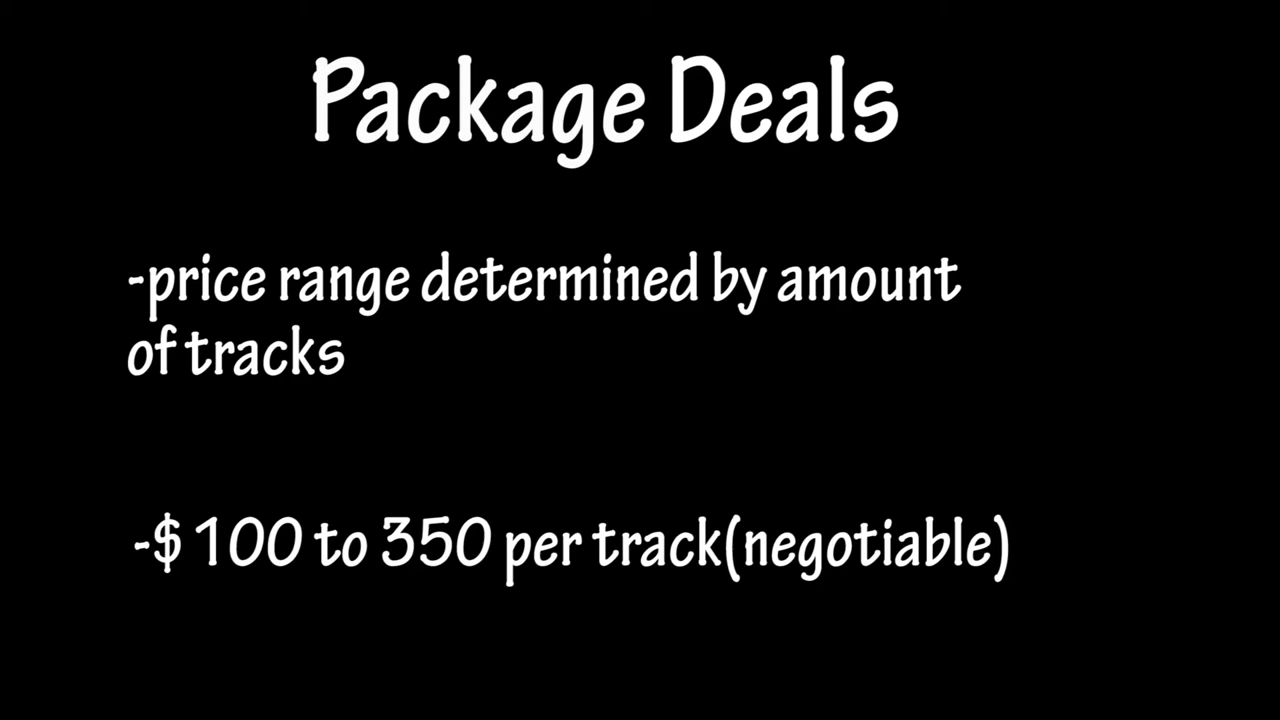 Package Deals
-price range determined by amount
of tracks
-$ 100 to 350 per track(negotiable)